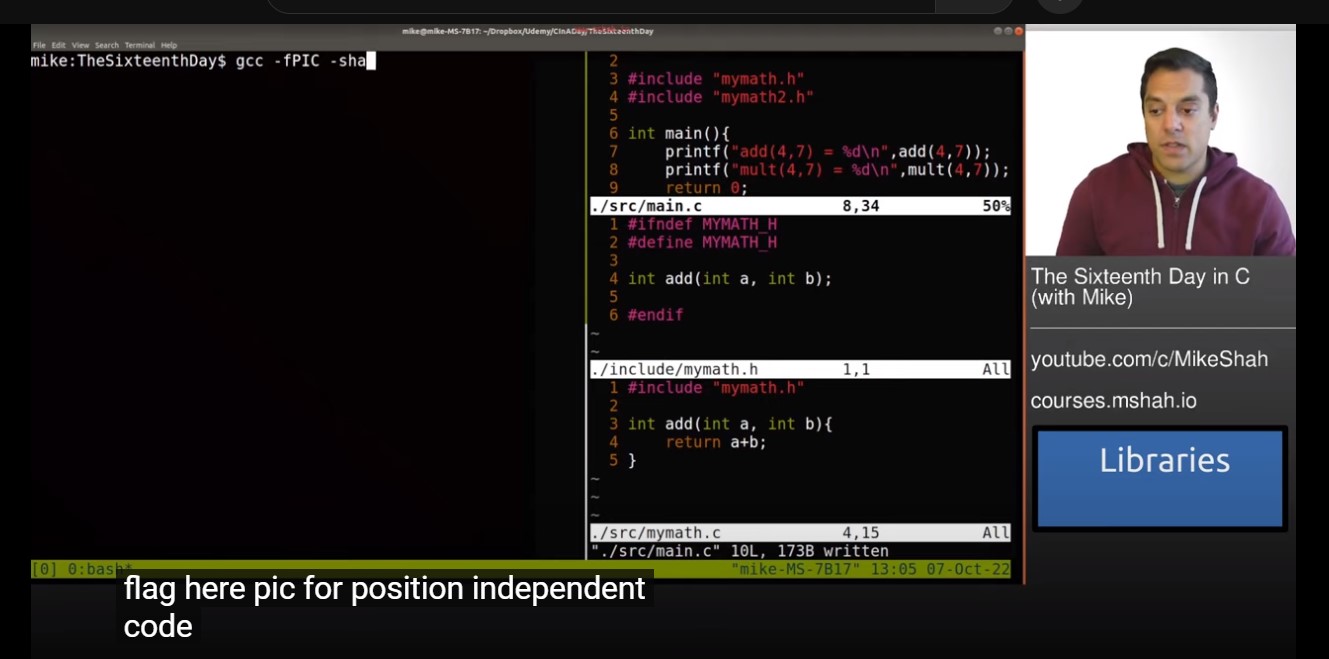 mike@mike-MS-7B17: ~/Dropbox/Udemy/CInADay/TheSixteenthDay
File Edit View Search Terminal Help
mike:TheSixteenthDay$ gcc -fPIC -sha
2
3 #include "mymath.h"
4 #include "mymath2.h"
5
6 int main(){
7     printf("add(4,7) = %d\n",add(4,7));
8     printf("mult(4,7) = %d\n",mult(4,7));
9     return 0;
./src/main.c 8,34 50%
1 #ifndef MYMATH_H
2 #define MYMATH_H
3
4 int add(int a, int b);
5
6 #endif
~
~
./include/mymath.h 1,1 All
1 #include "mymath.h"
2
3 int add(int a, int b){
4     return a+b;
5 }
~
~
~
./src/mymath.c 4,15 All
"./src/main.c" 10L, 173B written
[0] 0:bash* "mike-MS-7B17" 13:05 07-Oct-22
The Sixteenth Day in C
(with Mike)
youtube.com/c/MikeShah
courses.mshah.io
Libraries
flag here pic for position independent
code